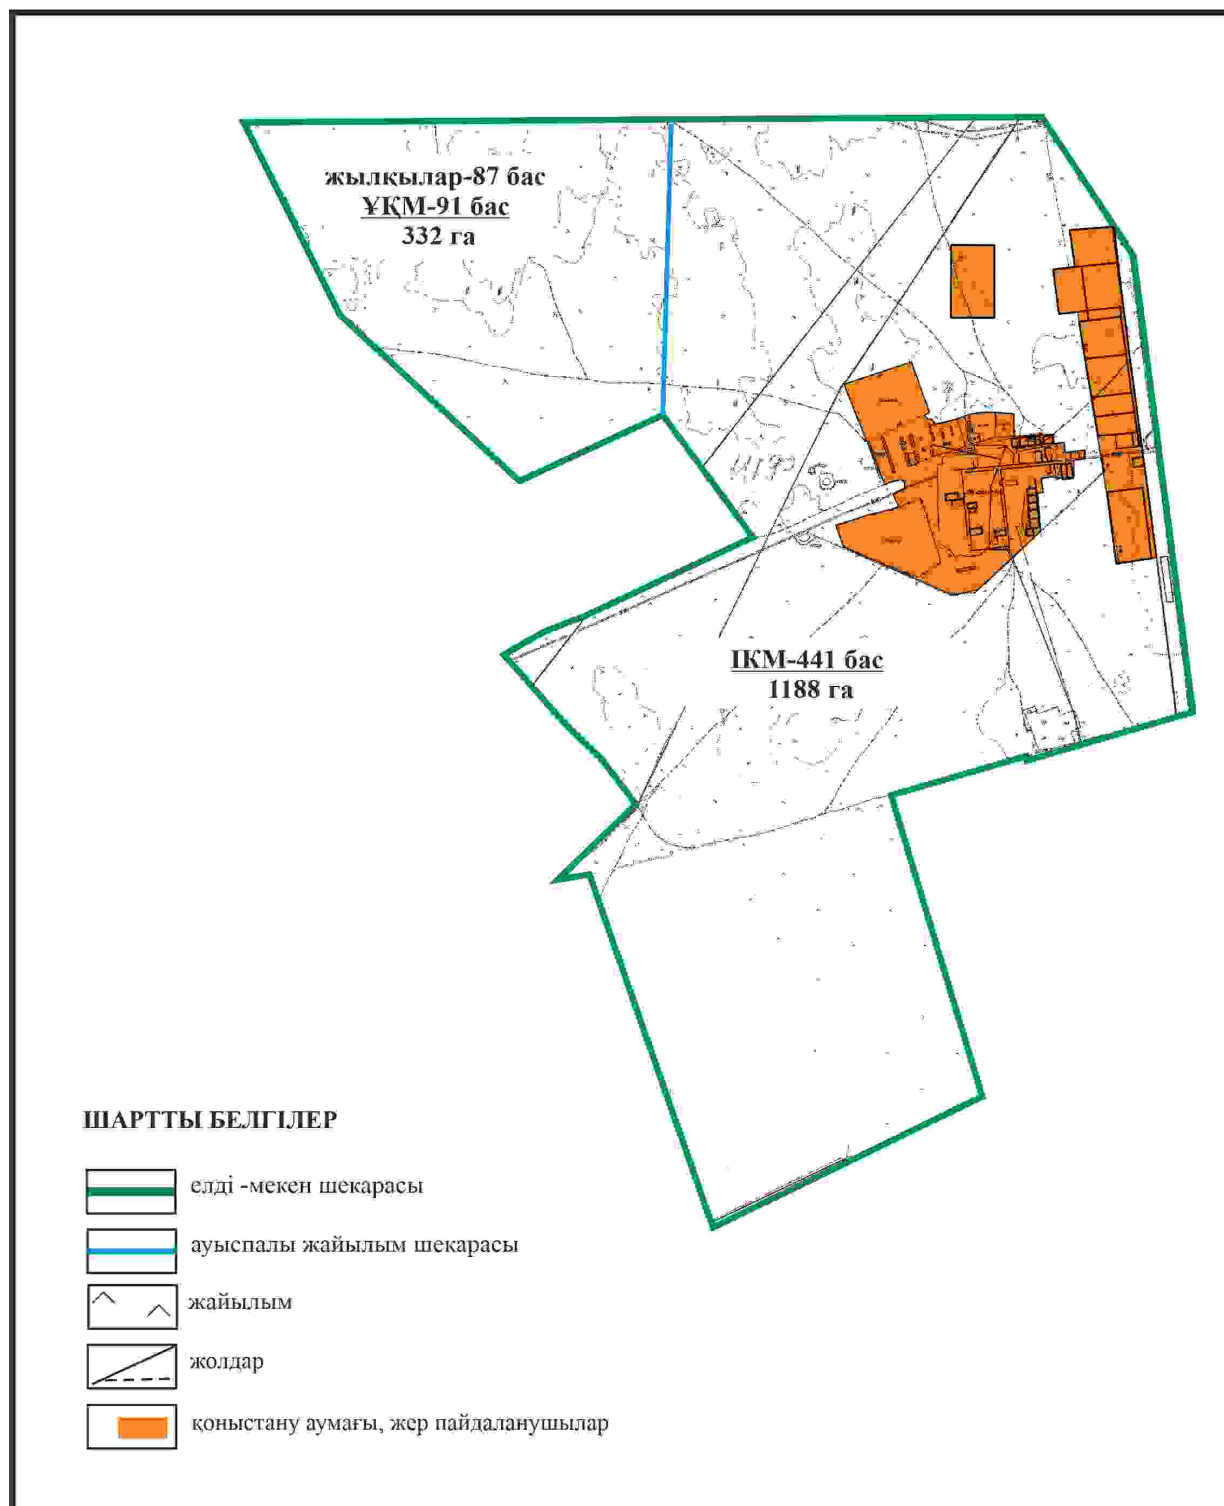 жылқылар-87 бас
ҰҚМ-91 бас
332 га
ІҚМ-441 бас
1188 га
ШАРТТЫ БЕЛГІЛЕР
елді -мекен шекарасы
ауыспалы жайылым шекарасы
жайылым
жолдар
қоныстану аумағы, жер пайдаланушылар